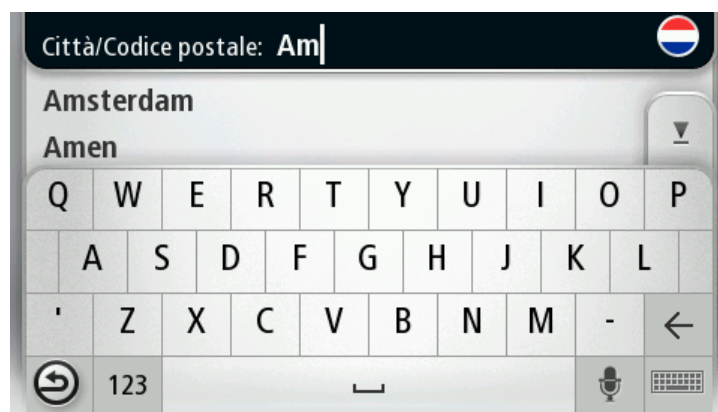 Città/Codice postale: Am
Amsterdam
Amen
Q W E R T Y U I O P
A S D F G H J K L
' Z X C V B N M -
123